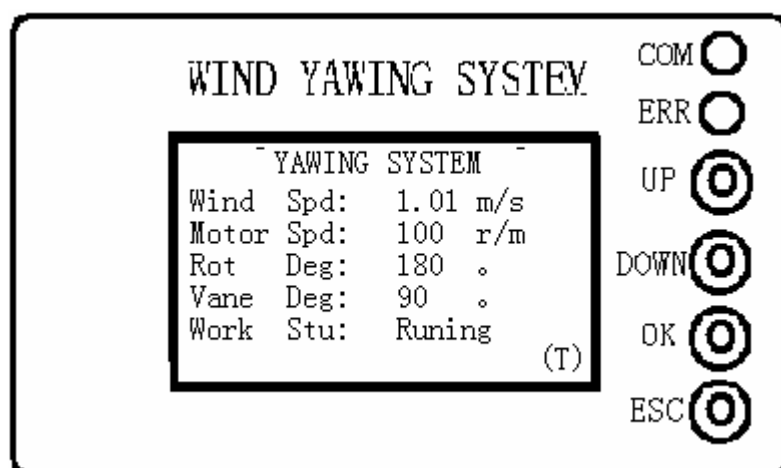 WIND YAWING SYSTEM
COM
ERR
UP
DOWN
OK
ESC
YAWING SYSTEM
Wind Spd: 1.01 m/s
Motor Spd: 100 r/m
Rot Deg: 180 °
Vane Deg: 90 °
Work Stu: Runing
(T)